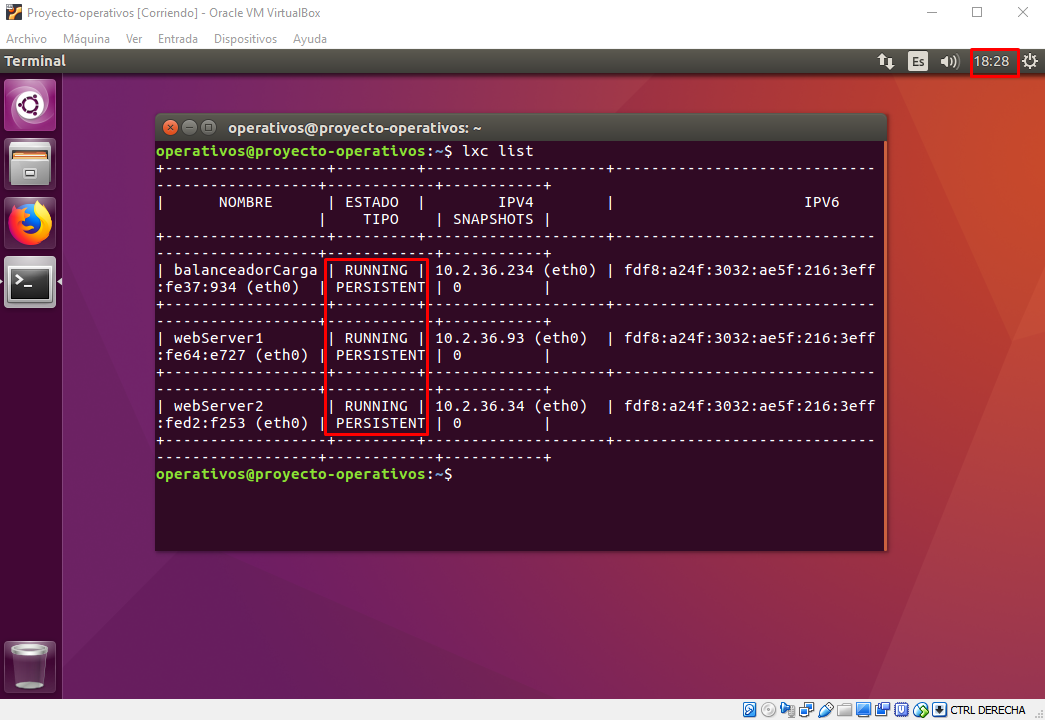 Proyecto-operativos [Corriendo] - Oracle VM VirtualBox
Archivo Máquina Ver Entrada Dispositivos Ayuda
Terminal Es 18:28
operativos@proyecto-operativos: ~
operativos@proyecto-operativos:~$ lxc list
+-------------------+----------+---------------------+------------------------------
-------------------+------------+-----------+
|       NOMBRE       |  ESTADO  |        IPV4         |                      IPV6
                   |    TIPO    | SNAPSHOTS |
+-------------------+----------+---------------------+------------------------------
-------------------+------------+-----------+
| balanceadorCarga | RUNNING | 10.2.36.234 (eth0) | fdf8:a24f:3032:ae5f:216:3eff
:fe37:934 (eth0)  | PERSISTENT | 0         |
+-------------------+----------+---------------------+------------------------------
-------------------+------------+-----------+
| webServer1       | RUNNING | 10.2.36.93 (eth0)  | fdf8:a24f:3032:ae5f:216:3eff
:fe64:e727 (eth0) | PERSISTENT | 0         |
+-------------------+----------+---------------------+------------------------------
-------------------+------------+-----------+
| webServer2       | RUNNING | 10.2.36.34 (eth0)  | fdf8:a24f:3032:ae5f:216:3eff
:fed2:f253 (eth0) | PERSISTENT | 0         |
+-------------------+----------+---------------------+------------------------------
-------------------+------------+-----------+
operativos@proyecto-operativos:~$
CTRL DERECHA